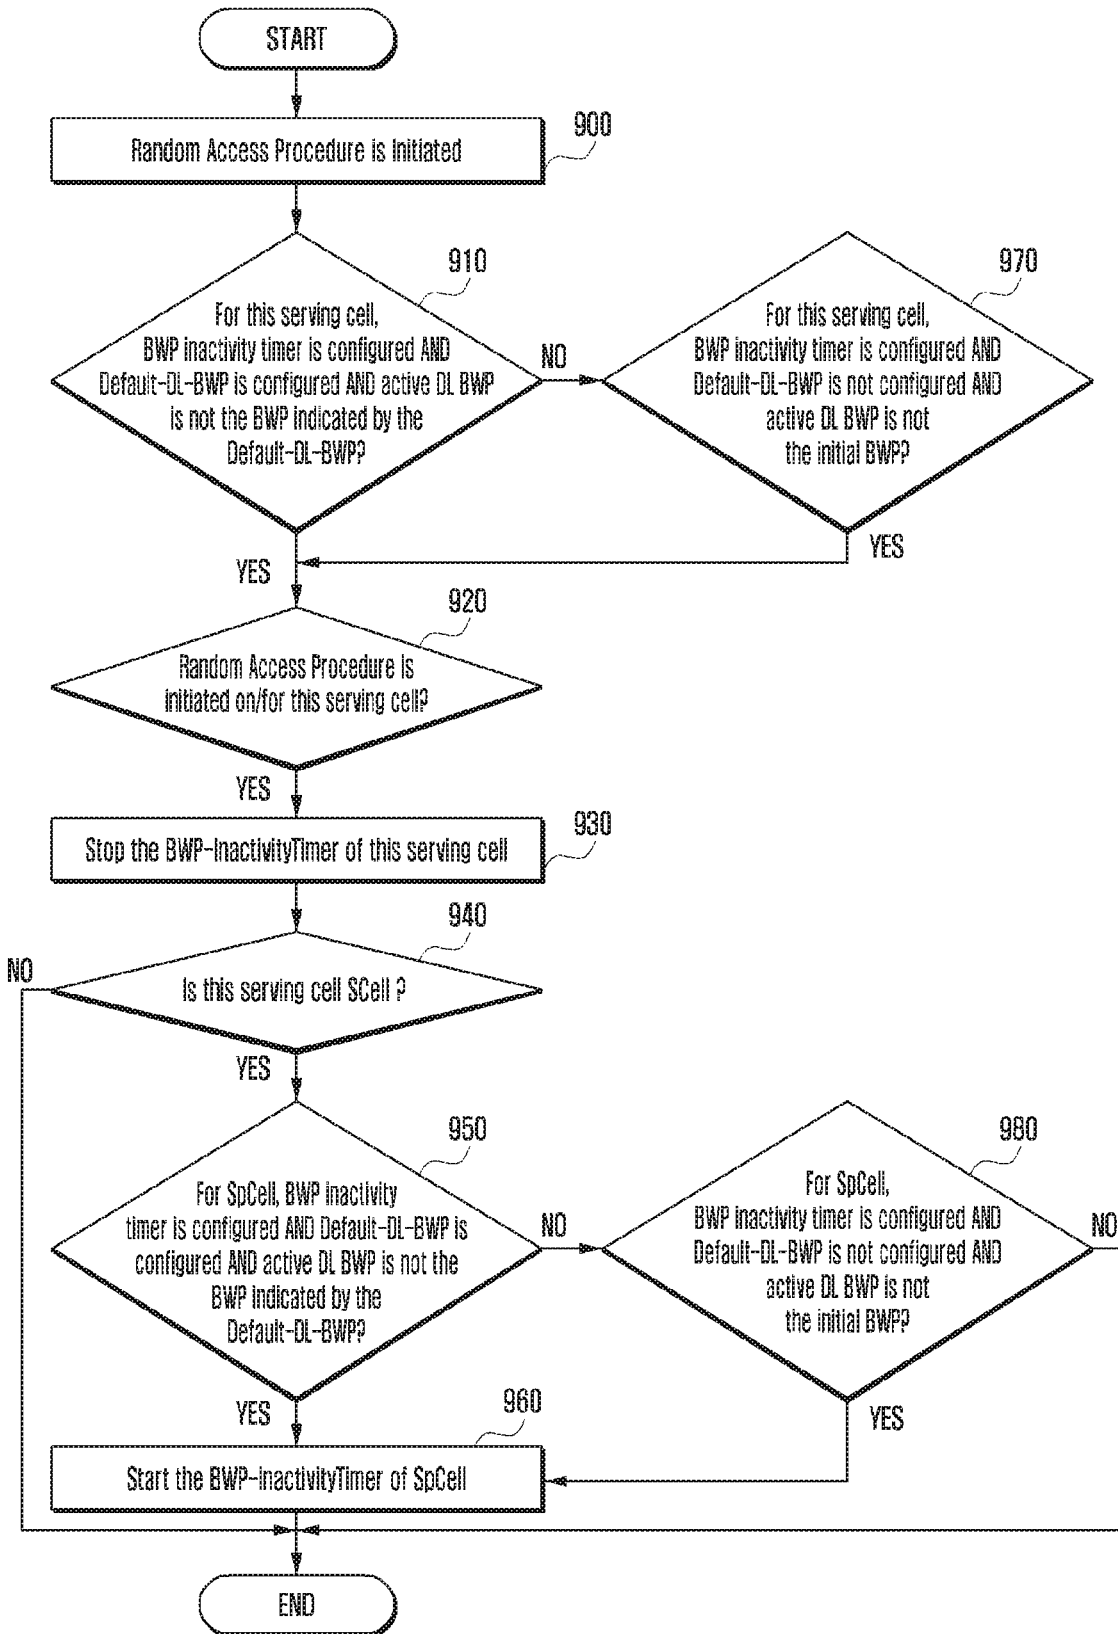 START
900
Random Access Procedure is Initiated
910
For this serving cell,
BWP inactivity timer is configured AND
Default-DL-BWP is configured AND active DL BWP
is not the BWP indicated by the
Default-DL-BWP?
NO
970
For this serving cell,
BWP inactivity timer is configured AND
Default-DL-BWP is not configured AND
active DL BWP is not
the initial BWP?
YES
YES
920
Random Access Procedure is
initiated on/for this serving cell?
YES
930
Stop the BWP-InactivityTimer of this serving cell
940
NO
Is this serving cell SCell ?
YES
950
For SpCell, BWP inactivity
timer is configured AND Default-DL-BWP is
configured AND active DL BWP is not the
BWP indicated by the
Default-DL-BWP?
NO
980
For SpCell,
BWP inactivity timer is configured AND
Default-DL-BWP is not configured AND
active DL BWP is not
the initial BWP?
NO
YES
YES
960
Start the BWP-inactivityTimer of SpCell
END